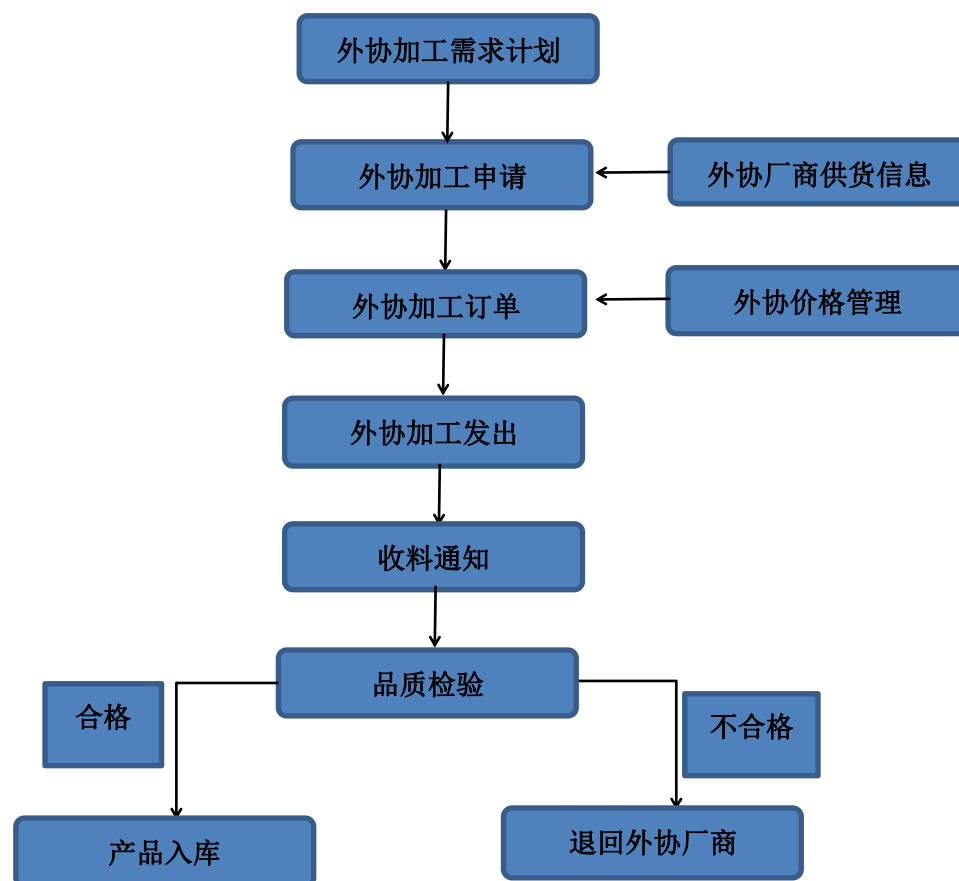 外协加工需求计划
外协加工申请
外协厂商供货信息
外协加工订单
外协价格管理
外协加工发出
收料通知
品质检验
合格
不合格
产品入库
退回外协厂商